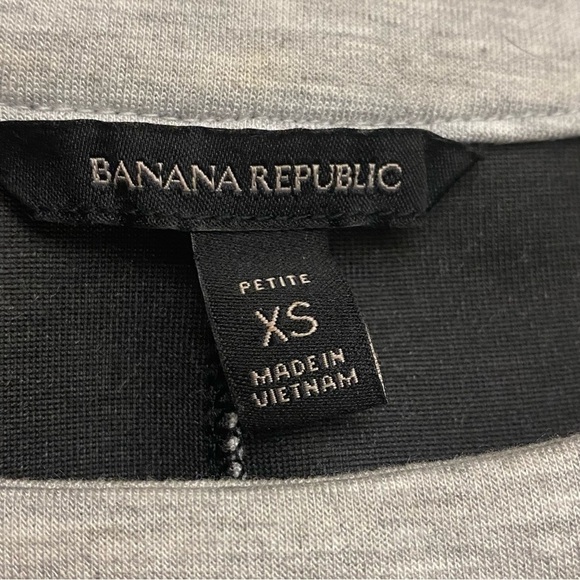 BANANA REPUBLIC
PETITE
XS
MADE IN
VIETNAM